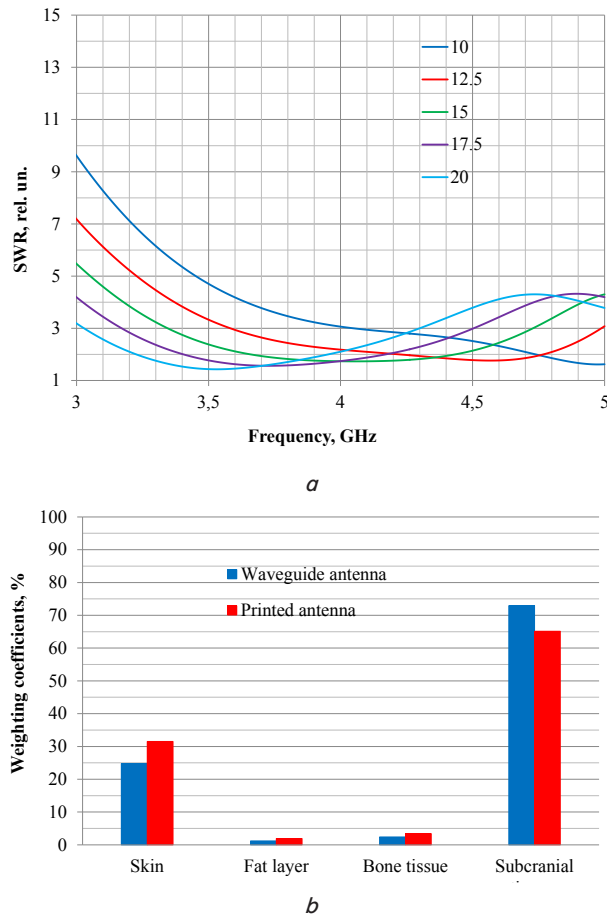 15
13
11
9
7
5
3
1
SWR, rel. un.
10
12.5
15
17.5
20
3
3,5
4
4,5
5
Frequency, GHz
a
100
90
80
70
60
50
40
30
20
10
0
Weighting coefficients, %
Waveguide antenna
Printed antenna
Skin
Fat layer
Bone tissue
Subcranial
b